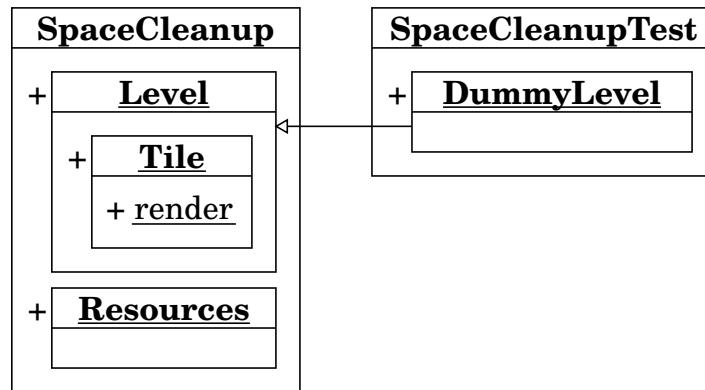 SpaceCleanup
+ Level
+ Tile
+ render
+ Resources
SpaceCleanupTest
+ DummyLevel